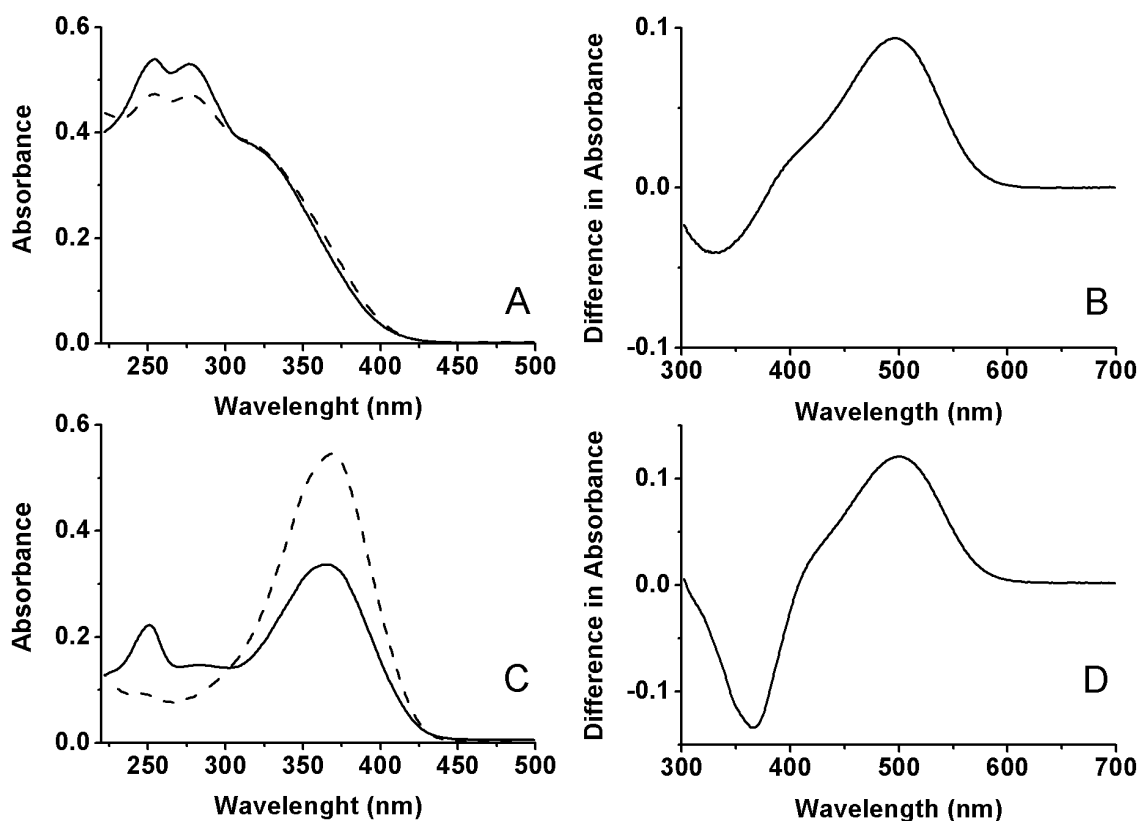 0.6
0.4
0.2
0.0
Absorbance
250 300 350 400 450 500
Wavelenght (nm)
A
0.1
0.0
-0.1
Difference in Absorbance
300 400 500 600 700
Wavelength (nm)
B
0.6
0.4
0.2
0.0
Absorbance
250 300 350 400 450 500
Wavelenght (nm)
C
0.1
0.0
-0.1
Difference in Absorbance
300 400 500 600 700
Wavelength (nm)
D